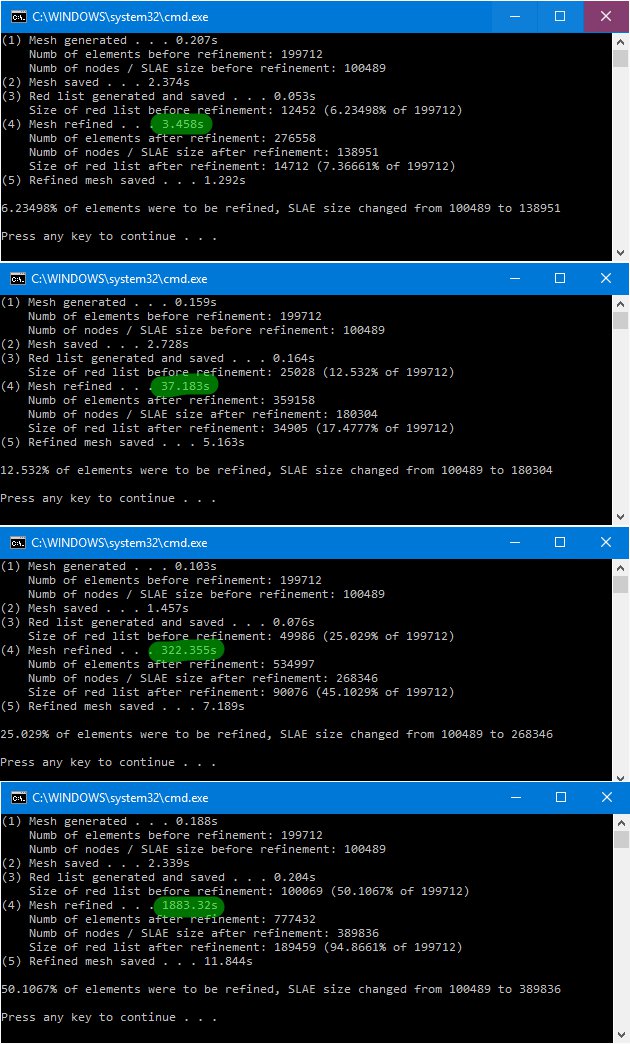 C:\WINDOWS\system32\cmd.exe
(1) Mesh generated . . . 0.207s
Numb of elements before refinement: 199712
Numb of nodes / SLAE size before refinement: 100489
(2) Mesh saved . . . 2.374s
(3) Red list generated and saved . . . 0.053s
Size of red list before refinement: 12452 (6.23498% of 199712)
(4) Mesh refined . . . 3.458s
Numb of elements after refinement: 276558
Numb of nodes / SLAE size after refinement: 138951
Size of red list after refinement: 14712 (7.36661% of 199712)
(5) Refined mesh saved . . . 1.292s
6.23498% of elements were to be refined, SLAE size changed from 100489 to 138951
Press any key to continue . . .
C:\WINDOWS\system32\cmd.exe
(1) Mesh generated . . . 0.159s
Numb of elements before refinement: 199712
Numb of nodes / SLAE size before refinement: 100489
(2) Mesh saved . . . 2.728s
(3) Red list generated and saved . . . 0.164s
Size of red list before refinement: 25028 (12.532% of 199712)
(4) Mesh refined . . . 37.183s
Numb of elements after refinement: 359158
Numb of nodes / SLAE size after refinement: 180304
Size of red list after refinement: 34905 (17.4777% of 199712)
(5) Refined mesh saved . . . 5.163s
12.532% of elements were to be refined, SLAE size changed from 100489 to 180304
Press any key to continue . . .
C:\WINDOWS\system32\cmd.exe
(1) Mesh generated . . . 0.103s
Numb of elements before refinement: 199712
Numb of nodes / SLAE size before refinement: 100489
(2) Mesh saved . . . 1.457s
(3) Red list generated and saved . . . 0.076s
Size of red list before refinement: 49986 (25.029% of 199712)
(4) Mesh refined . . . 322.355s
Numb of elements after refinement: 534997
Numb of nodes / SLAE size after refinement: 268346
Size of red list after refinement: 90076 (45.1029% of 199712)
(5) Refined mesh saved . . . 7.189s
25.029% of elements were to be refined, SLAE size changed from 100489 to 268346
Press any key to continue . . .
C:\WINDOWS\system32\cmd.exe
(1) Mesh generated . . . 0.188s
Numb of elements before refinement: 199712
Numb of nodes / SLAE size before refinement: 100489
(2) Mesh saved . . . 2.339s
(3) Red list generated and saved . . . 0.204s
Size of red list before refinement: 100069 (50.1067% of 199712)
(4) Mesh refined . . . 1883.32s
Numb of elements after refinement: 777432
Numb of nodes / SLAE size after refinement: 389836
Size of red list after refinement: 189459 (94.8661% of 199712)
(5) Refined mesh saved . . . 11.844s
50.1067% of elements were to be refined, SLAE size changed from 100489 to 389836
Press any key to continue . . .